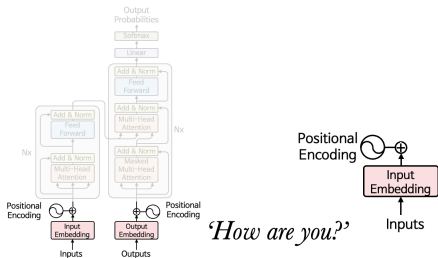 Output
Probabilities
Softmax
Linear
Add & Norm
Feed
Forward
Add & Norm
Multi-Head
Attention
Add & Norm
Masked
Multi-Head
Attention
Nx
Add & Norm
Feed
Forward
Add & Norm
Multi-Head
Attention
Nx
Positional
Encoding
Input
Embedding
Inputs
Positional
Encoding
Output
Embedding
Outputs
‘How are you?’
Positional
Encoding
Input
Embedding
Inputs